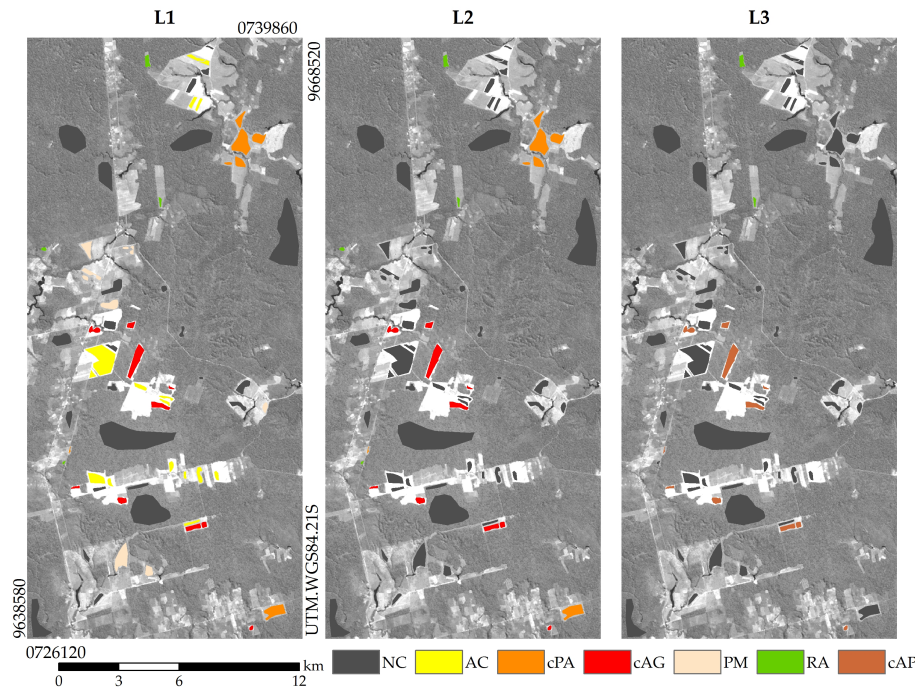 L1 L2 L3
0739860
9668520
UTM.WGS84.21S
9638580
0726120
km
0 3 6 12
NC AC cPA cAG PM RA cAP